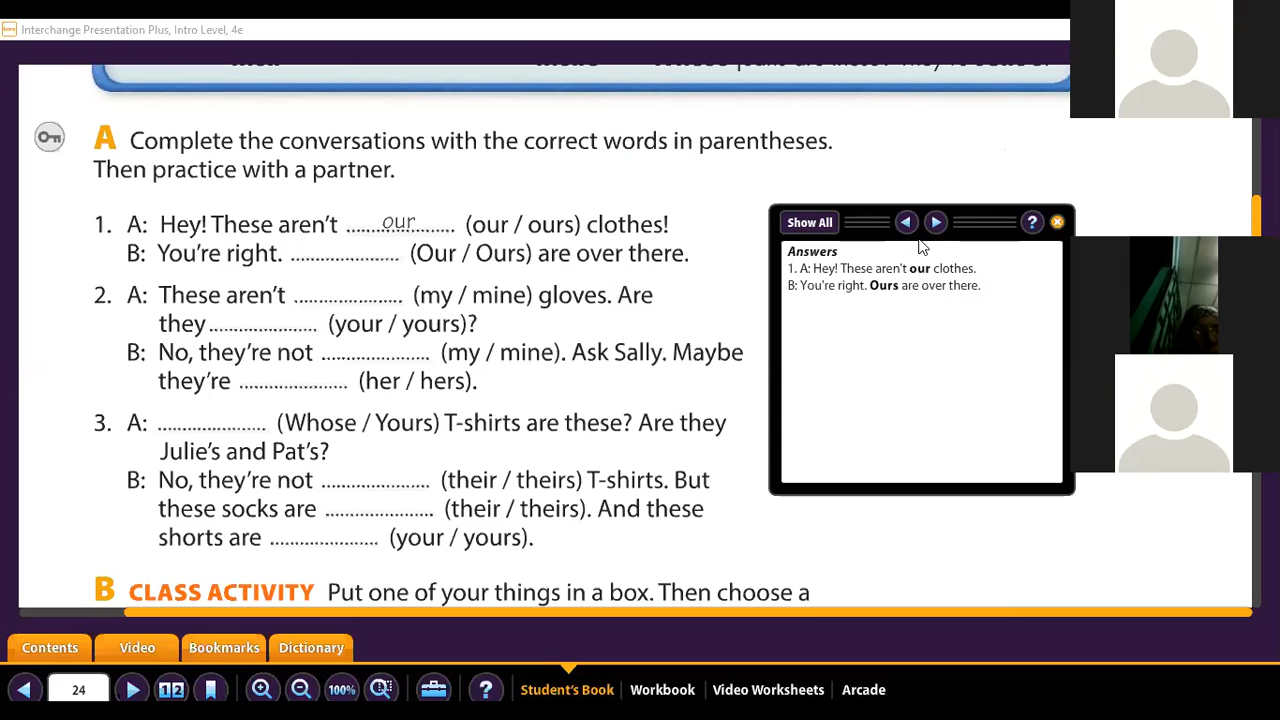 Interchange Presentation Plus, Intro Level, 4e
A Complete the conversations with the correct words in parentheses.
Then practice with a partner.
1. A: Hey! These aren't ....our.... (our / ours) clothes!
B: You're right. .................... (Our / Ours) are over there.
2. A: These aren't .................... (my / mine) gloves. Are
they .................... (your / yours)?
B: No, they're not .................... (my / mine). Ask Sally. Maybe
they're .................... (her / hers).
3. A: .................... (Whose / Yours) T-shirts are these? Are they
Julie's and Pat's?
B: No, they're not .................... (their / theirs) T-shirts. But
these socks are .................... (their / theirs). And these
shorts are .................... (your / yours).
B CLASS ACTIVITY Put one of your things in a box. Then choose a
Show All ?
Answers
1. A: Hey! These aren't our clothes.
B: You're right. Ours are over there.
Contents Video Bookmarks Dictionary
24 12 100% ? Student's Book Workbook Video Worksheets Arcade